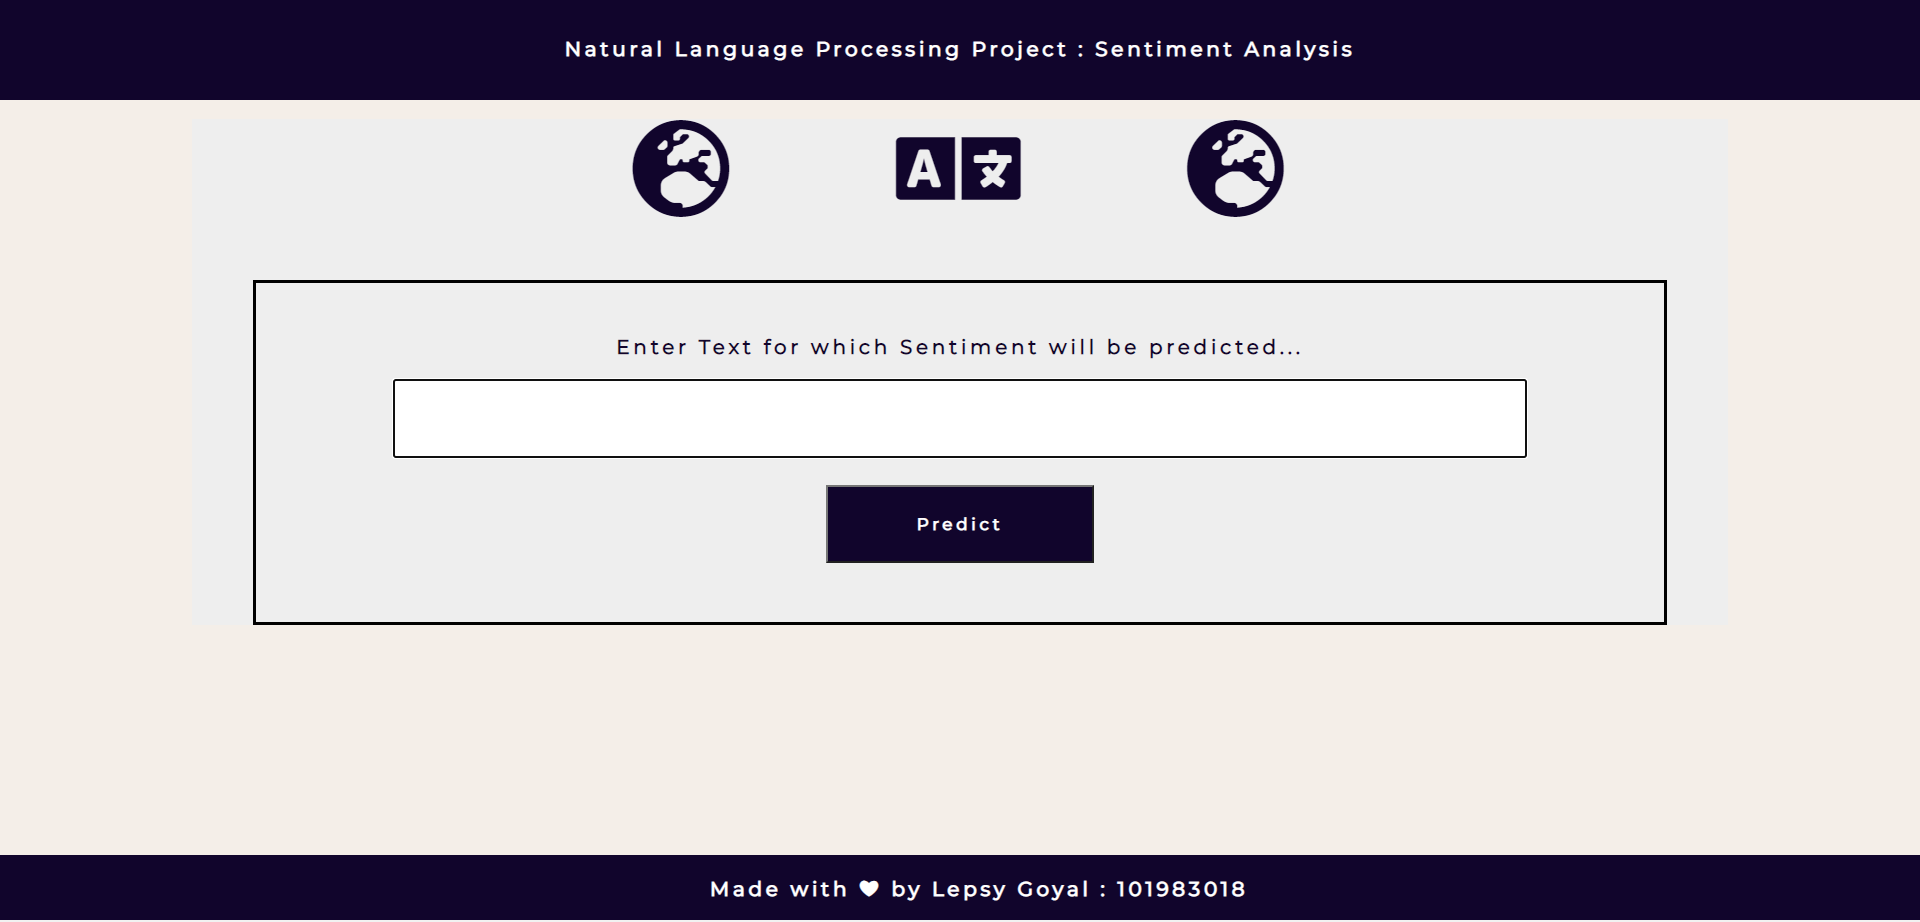 Natural Language Processing Project : Sentiment Analysis
A 文
Enter Text for which Sentiment will be predicted...
Predict
Made with ♥ by Lepsy Goyal : 101983018